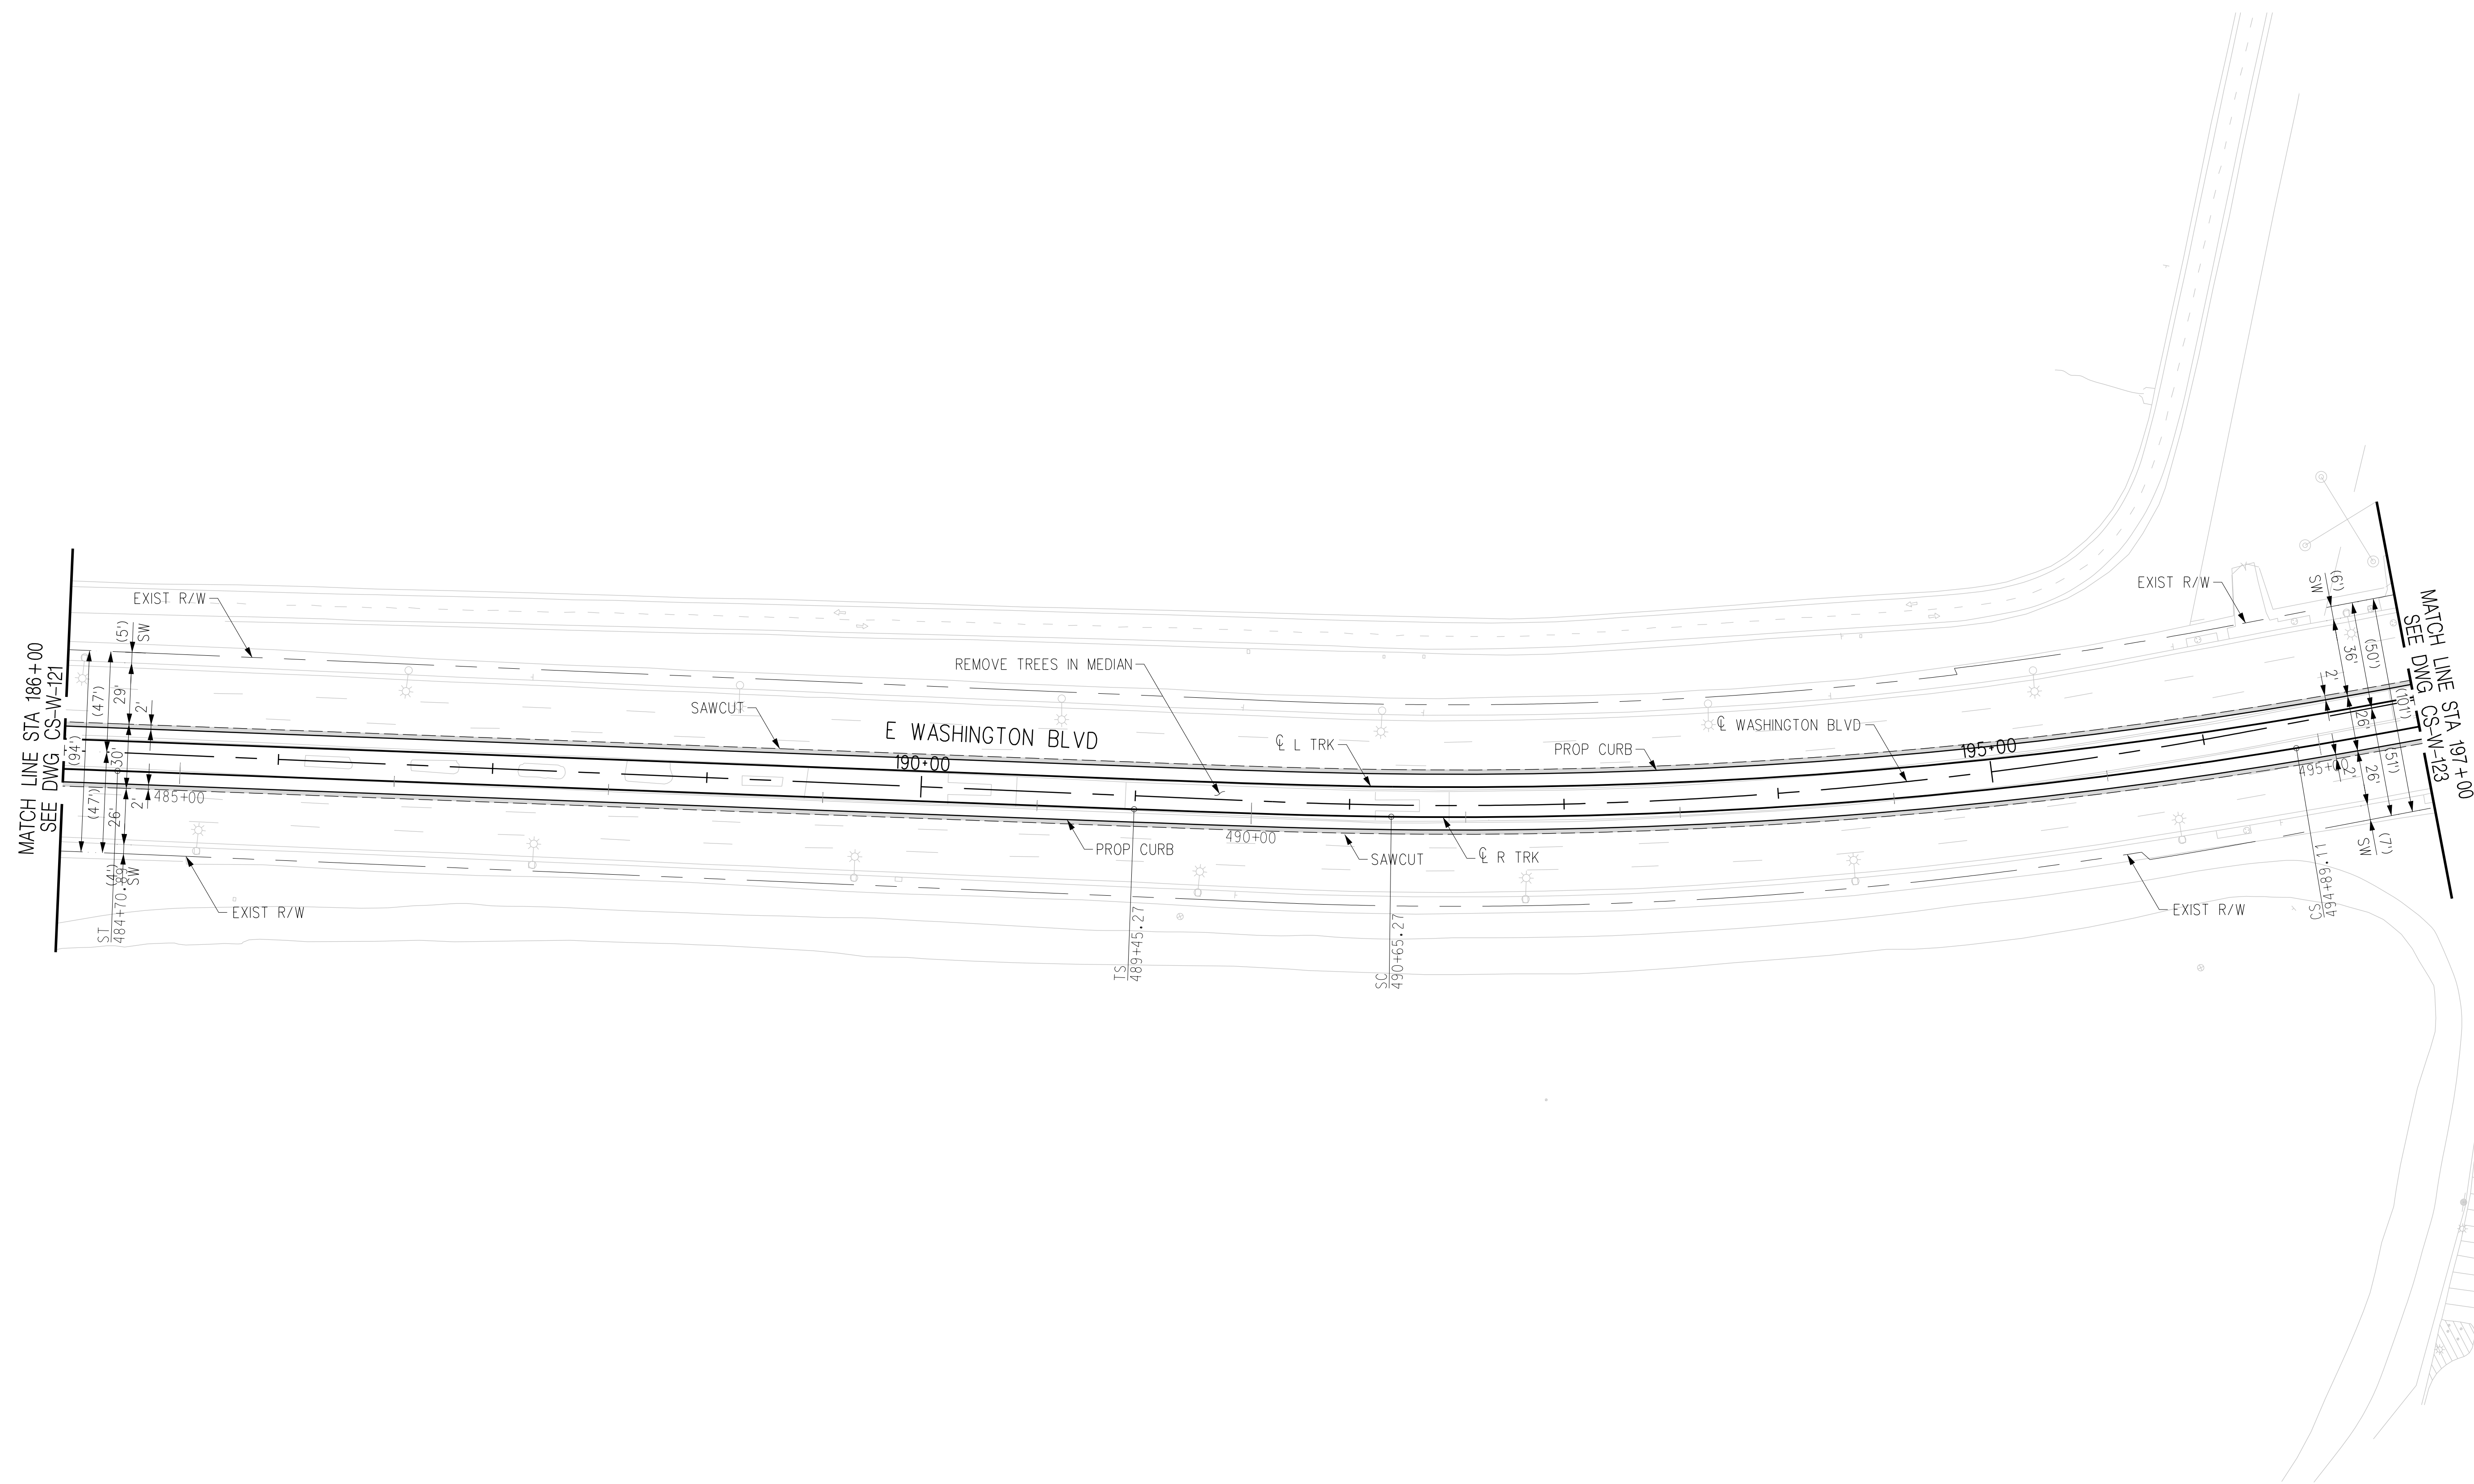 MATCH LINE STA 186+00
SEE DWG CS-W-121
EXIST R/W
(5')
SW
(47')
29'
2'
(94')
30'
(47')
26'
2'
(4')
SW
485+00
ST
484+70.89
EXIST R/W
SAWCUT
E WASHINGTON BLVD
190+00
REMOVE TREES IN MEDIAN
PROP CURB
TS
489+45.27
490+00
℄ L TRK
SAWCUT
℄ R TRK
SC
490+65.27
PROP CURB
℄ WASHINGTON BLVD
195+00
EXIST R/W
SW
(6')
36'
(50')
2'
26'
(101')
495+00
2'
26'
(51')
SW
(7')
CS
494+89.11
EXIST R/W
MATCH LINE STA 197+00
SEE DWG CS-W-123